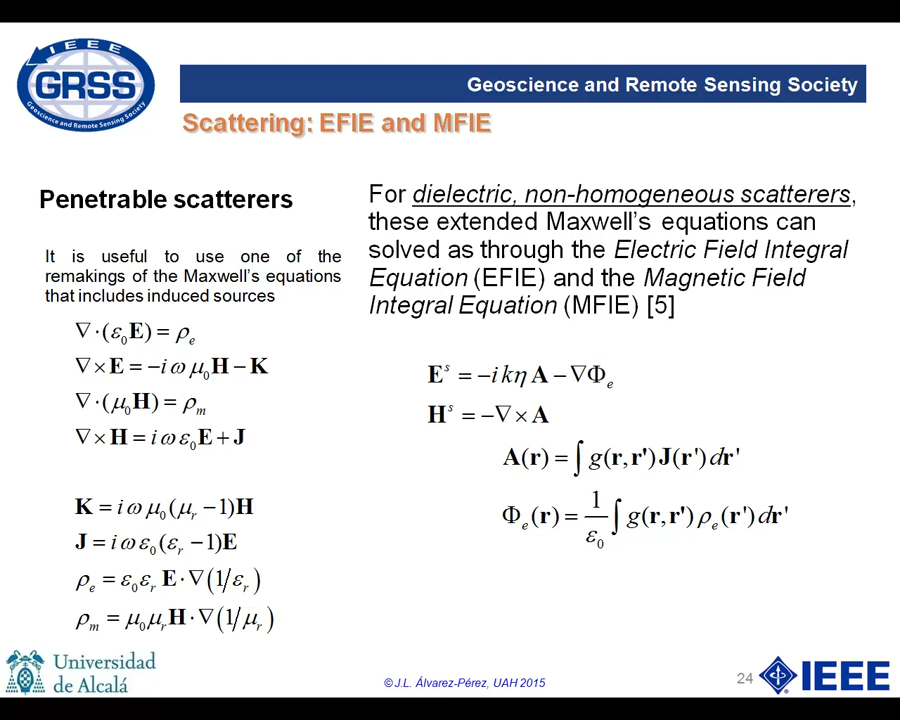 IEEE
GRSS
Geoscience and Remote Sensing Society
Geoscience and Remote Sensing Society
Scattering: EFIE and MFIE
Penetrable scatterers
It is useful to use one of the
remakings of the Maxwell's equations
that includes induced sources
∇·(ε₀E) = ρₑ
∇×E = −iωμ₀H − K
∇·(μ₀H) = ρₘ
∇×H = iωε₀E + J
K = iωμ₀(μᵣ −1)H
J = iωε₀(εᵣ −1)E
ρₑ = ε₀εᵣ E·∇(1/εᵣ)
ρₘ = μ₀μᵣH·∇(1/μᵣ)
For dielectric, non-homogeneous scatterers,
these extended Maxwell's equations can
solved as through the Electric Field Integral
Equation (EFIE) and the Magnetic Field
Integral Equation (MFIE) [5]
Eˢ = −ikη A − ∇Φₑ
Hˢ = −∇ × A
A(r) = ∫ g(r,r')J(r')dr'
Φₑ(r) = 1/ε₀ ∫ g(r,r')ρₑ(r')dr'
Universidad
de Alcalá
© J.L. Álvarez-Pérez, UAH 2015
24
IEEE